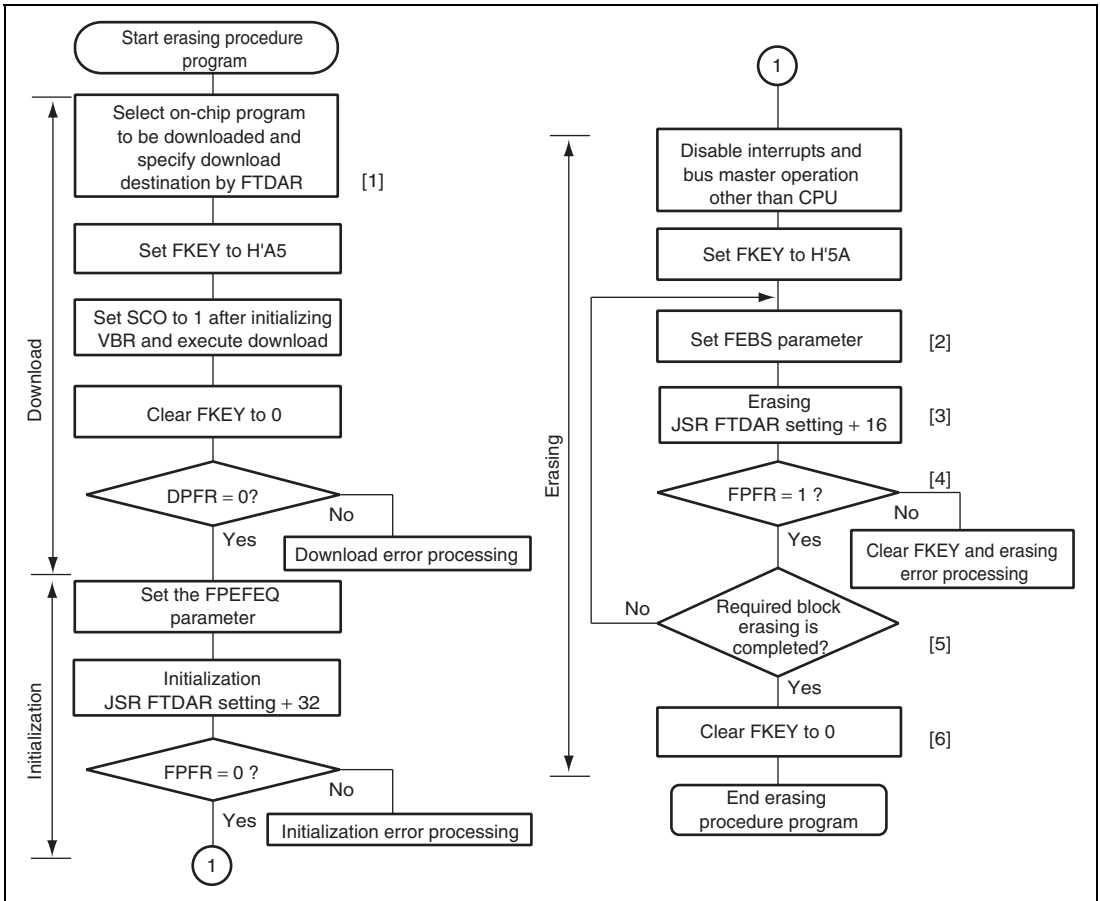 Start erasing procedure
program
Select on-chip program
to be downloaded and
specify download
destination by FTDAR
[1]
Set FKEY to H'A5
Set SCO to 1 after initializing
VBR and execute download
Clear FKEY to 0
DPFR = 0?
No
Yes
Download error processing
Download
Set the FPEFEQ
parameter
Initialization
JSR FTDAR setting + 32
FPFR = 0 ?
No
Yes
Initialization error processing
Initialization
1
1
Disable interrupts and
bus master operation
other than CPU
Set FKEY to H'5A
Set FEBS parameter
[2]
Erasing
JSR FTDAR setting + 16
[3]
[4]
FPFR = 1 ?
No
Yes
Clear FKEY and erasing
error processing
Erasing
No
Required block
erasing is
completed?
[5]
Yes
Clear FKEY to 0
[6]
End erasing
procedure program